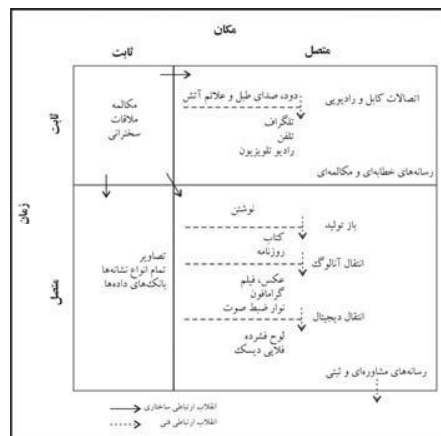 مکان
ثابت
متصل
زمان
ثابت
متصل
مکالمه
ملاقات
سخنرانی
دود، صدای طبل و علائم آتش
تلگراف
تلفن
رادیو تلویزیون
اتصالات کابل و رادیویی
رسانه‌های خطابه‌ای و مکالمه‌ای
تصاویر
تمام انواع نشانه‌ها
بانک‌های داده‌ها
نوشتن
باز تولید
کتاب
روزنامه
انتقال آنالوگ
عکس، فیلم
گرامافون
نوار ضبط صوت
انتقال دیجیتال
لوح فشرده
فلاپی دیسک
رسانه‌های مشاوره‌ای و ثبتی
انقلاب ارتباطی ساختاری
انقلاب ارتباطی فنی